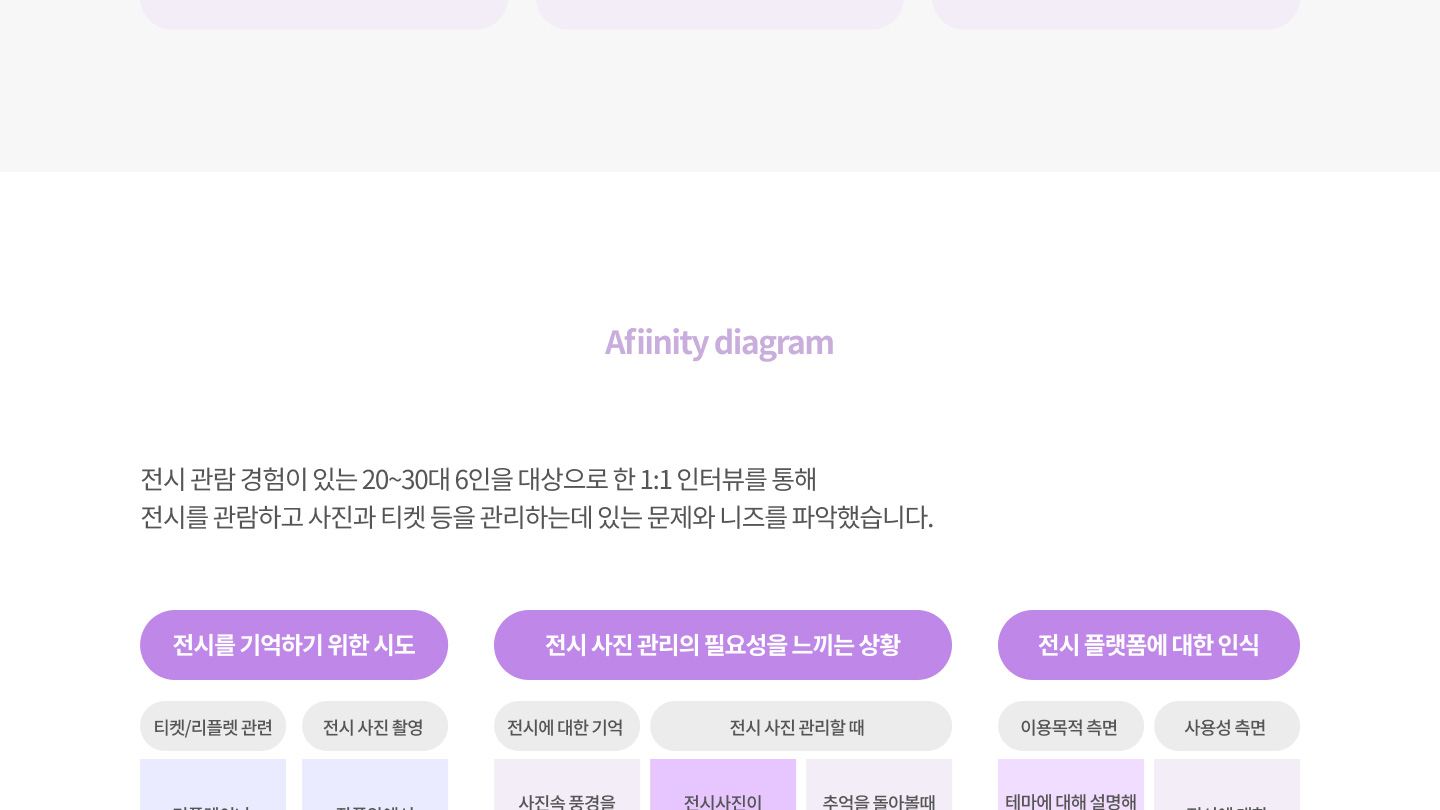 Afiinity diagram
전시 관람 경험이 있는 20~30대 6인을 대상으로 한 1:1 인터뷰를 통해
전시를 관람하고 사진과 티켓 등을 관리하는데 있는 문제와 니즈를 파악했습니다.
전시를 기억하기 위한 시도
전시 사진 관리의 필요성을 느끼는 상황
전시 플랫폼에 대한 인식
티켓/리플렛 관련
전시 사진 촬영
전시에 대한 기억
전시 사진 관리할 때
이용목적 측면
사용성 측면
사진속 풍경을
전시사진이
추억을 돌아볼때
테마에 대해 설명해